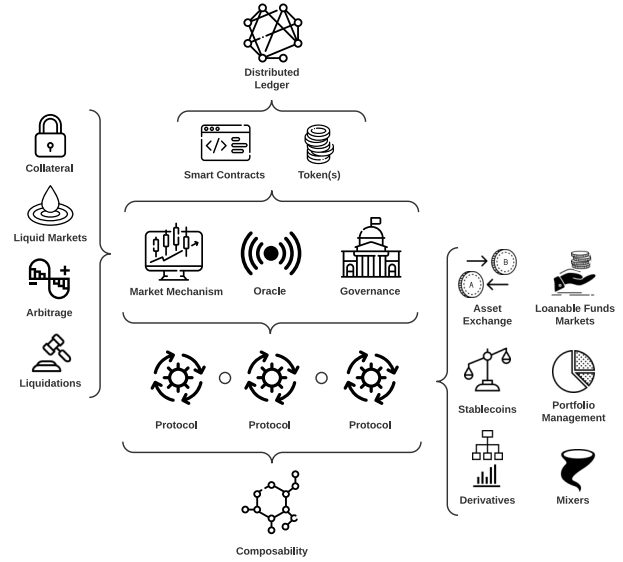 Distributed
Ledger
Smart Contracts
Token(s)
Collateral
Liquid Markets
Arbitrage
Liquidations
Market Mechanism
Oracle
Governance
Protocol
Protocol
Protocol
Composability
A
B
Asset
Exchange
Loanable Funds
Markets
Stablecoins
Portfolio
Management
Derivatives
Mixers